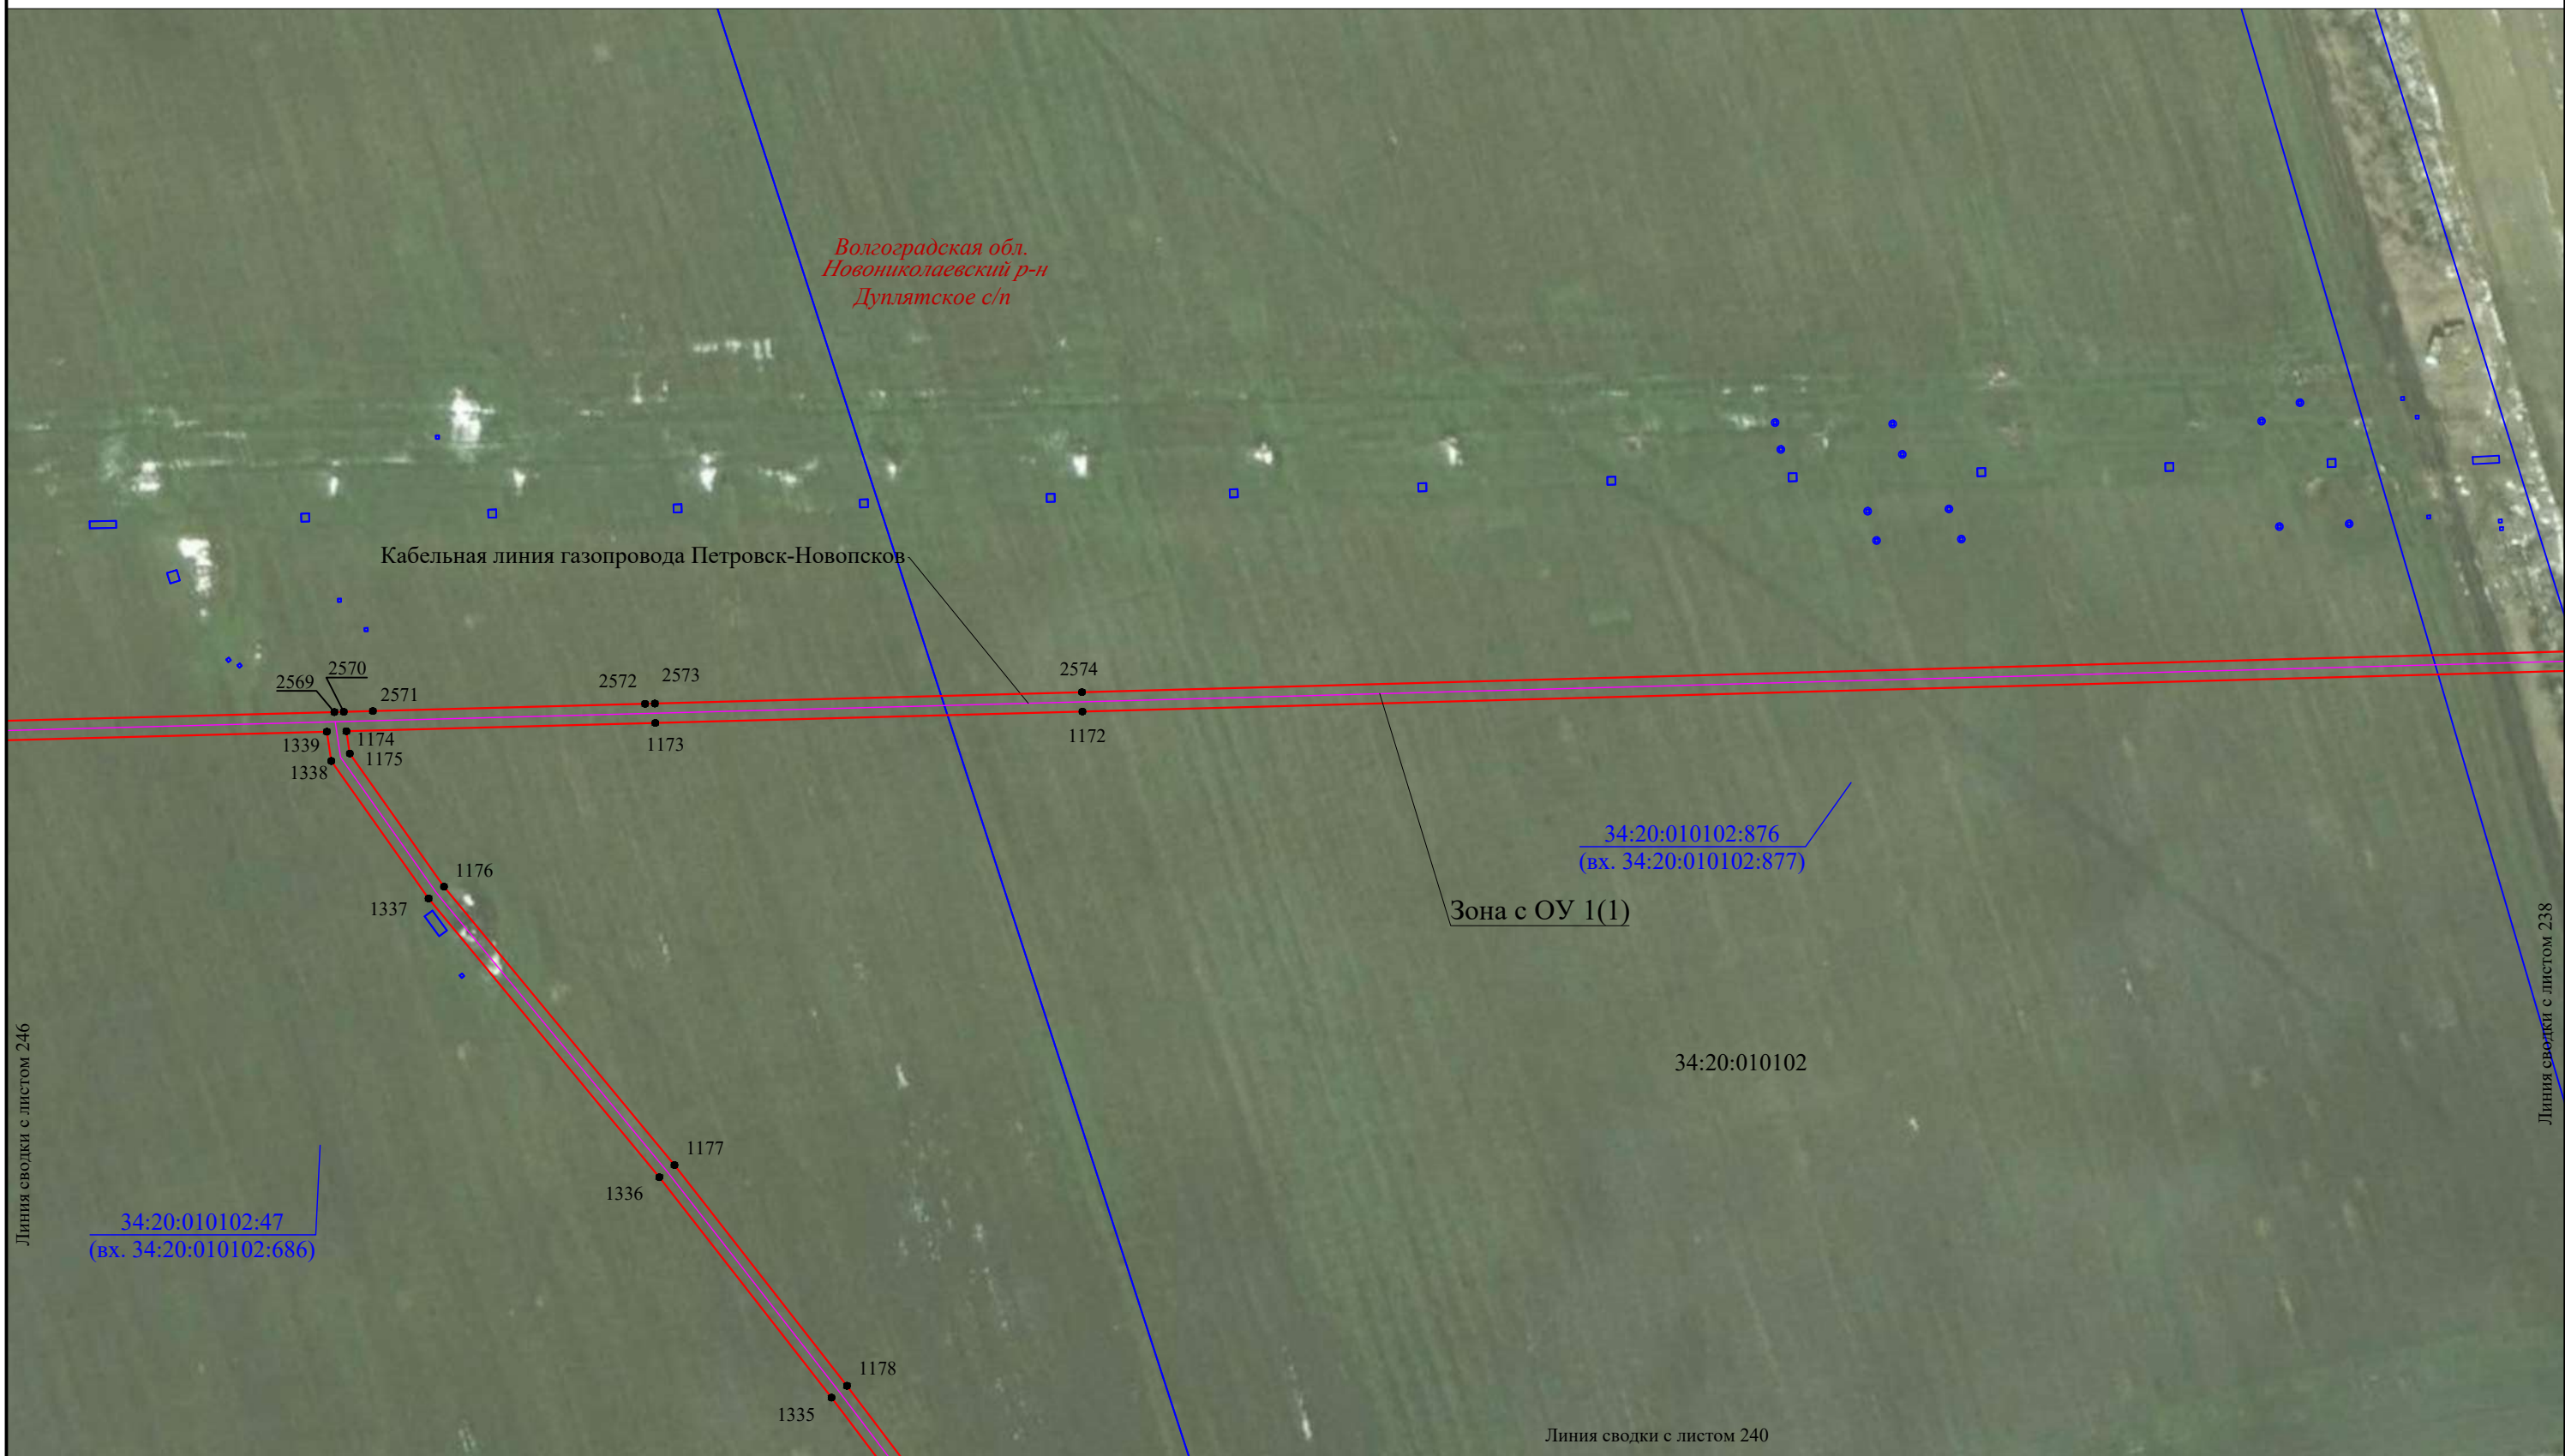 Волгоградская обл.
Новониколаевский р-н
Дуплятское с/п
Кабельная линия газопровода Петровск-Новопсков
2569
2570
2571
2572
2573
2574
1339
1174
1175
1338
1173
1172
1176
1337
34:20:010102:876
(вх. 34:20:010102:877)
Зона с ОУ 1(1)
34:20:010102
Линия сводки с листом 238
Линия сводки с листом 246
1177
1336
34:20:010102:47
(вх. 34:20:010102:686)
1178
1335
Линия сводки с листом 240